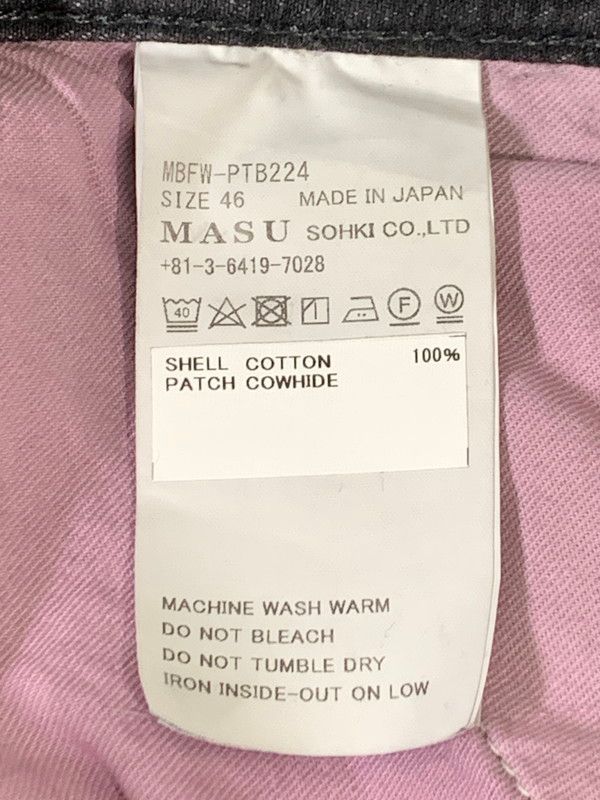 MBFW-PTB224
SIZE 46 MADE IN JAPAN
MASU SOHKI CO.,LTD
+81-3-6419-7028
40 F W
SHELL COTTON 100%
PATCH COWHIDE
MACHINE WASH WARM
DO NOT BLEACH
DO NOT TUMBLE DRY
IRON INSIDE-OUT ON LOW